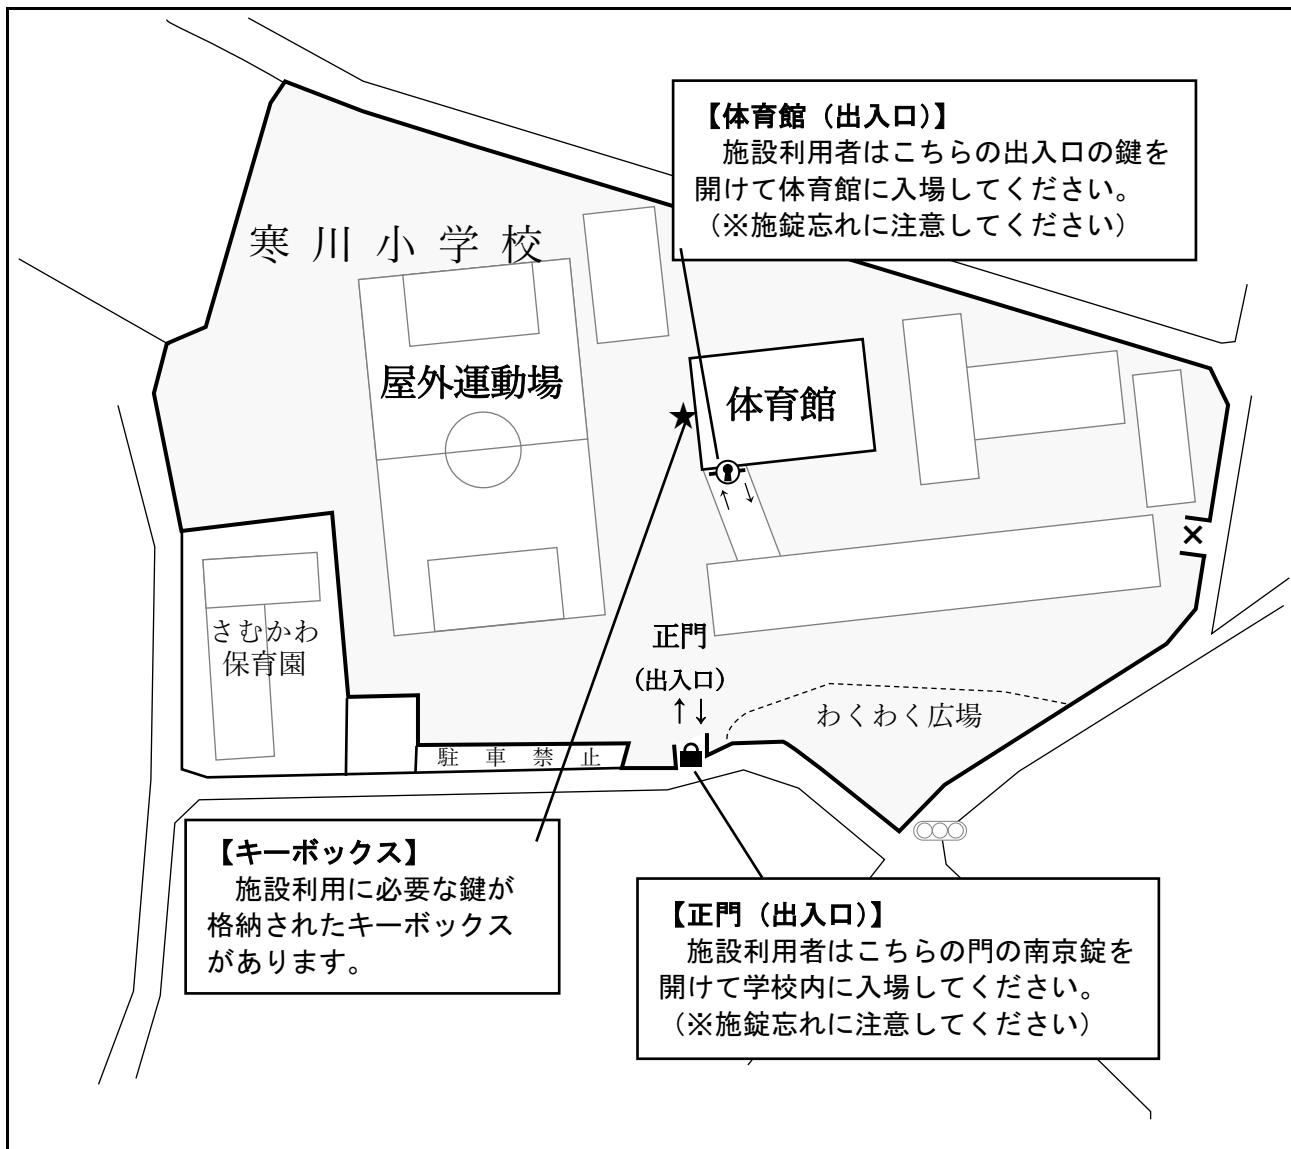 【体育館（出入口）】
施設利用者はこちらの出入口の鍵を
開けて体育館に入場してください。
（※施錠忘れに注意してください）
寒川小学校
屋外運動場
体育館
さむかわ
保育園
正門
（出入口）
わくわく広場
駐車禁止
【キーボックス】
施設利用に必要な鍵が
格納されたキーボックス
があります。
【正門（出入口）】
施設利用者はこちらの門の南京錠を
開けて学校内に入場してください。
（※施錠忘れに注意してください）